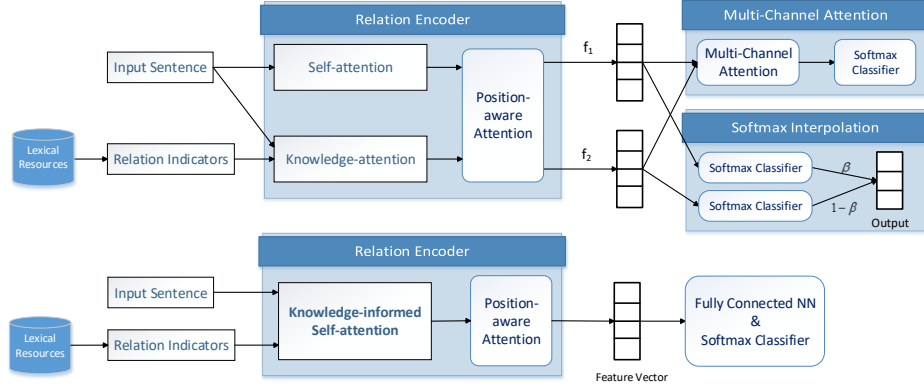 Relation Encoder
Multi-Channel Attention
Input Sentence
Self-attention
f1
Multi-Channel
Attention
Softmax
Classifier
Position-
aware
Attention
Softmax Interpolation
Lexical
Resources
Relation Indicators
Knowledge-attention
f2
Softmax Classifier
β
Softmax Classifier
1 − β
Output
Relation Encoder
Input Sentence
Knowledge-informed
Self-attention
Position-
aware
Attention
Fully Connected NN
&
Softmax Classifier
Lexical
Resources
Relation Indicators
Feature Vector